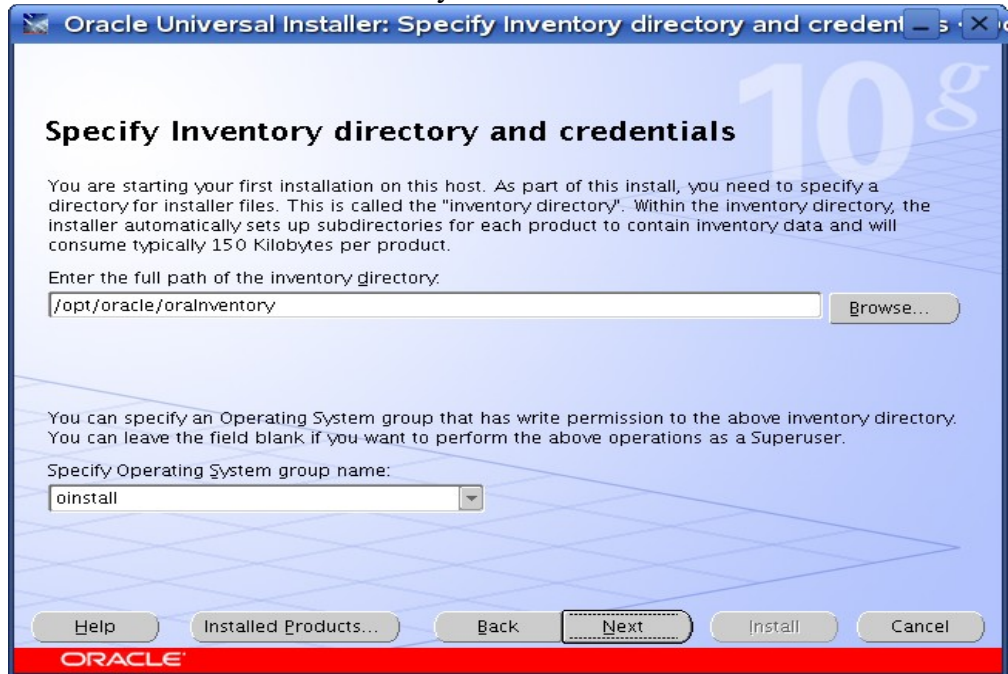 Oracle Universal Installer: Specify Inventory directory and credent
10g
Specify Inventory directory and credentials
You are starting your first installation on this host. As part of this install, you need to specify a
directory for installer files. This is called the "inventory directory". Within the inventory directory, the
installer automatically sets up subdirectories for each product to contain inventory data and will
consume typically 150 Kilobytes per product.
Enter the full path of the inventory directory:
/opt/oracle/oraInventory
Browse...
You can specify an Operating System group that has write permission to the above inventory directory.
You can leave the field blank if you want to perform the above operations as a Superuser.
Specify Operating System group name:
oinstall
Help Installed Products... Back Next Install Cancel
ORACLE